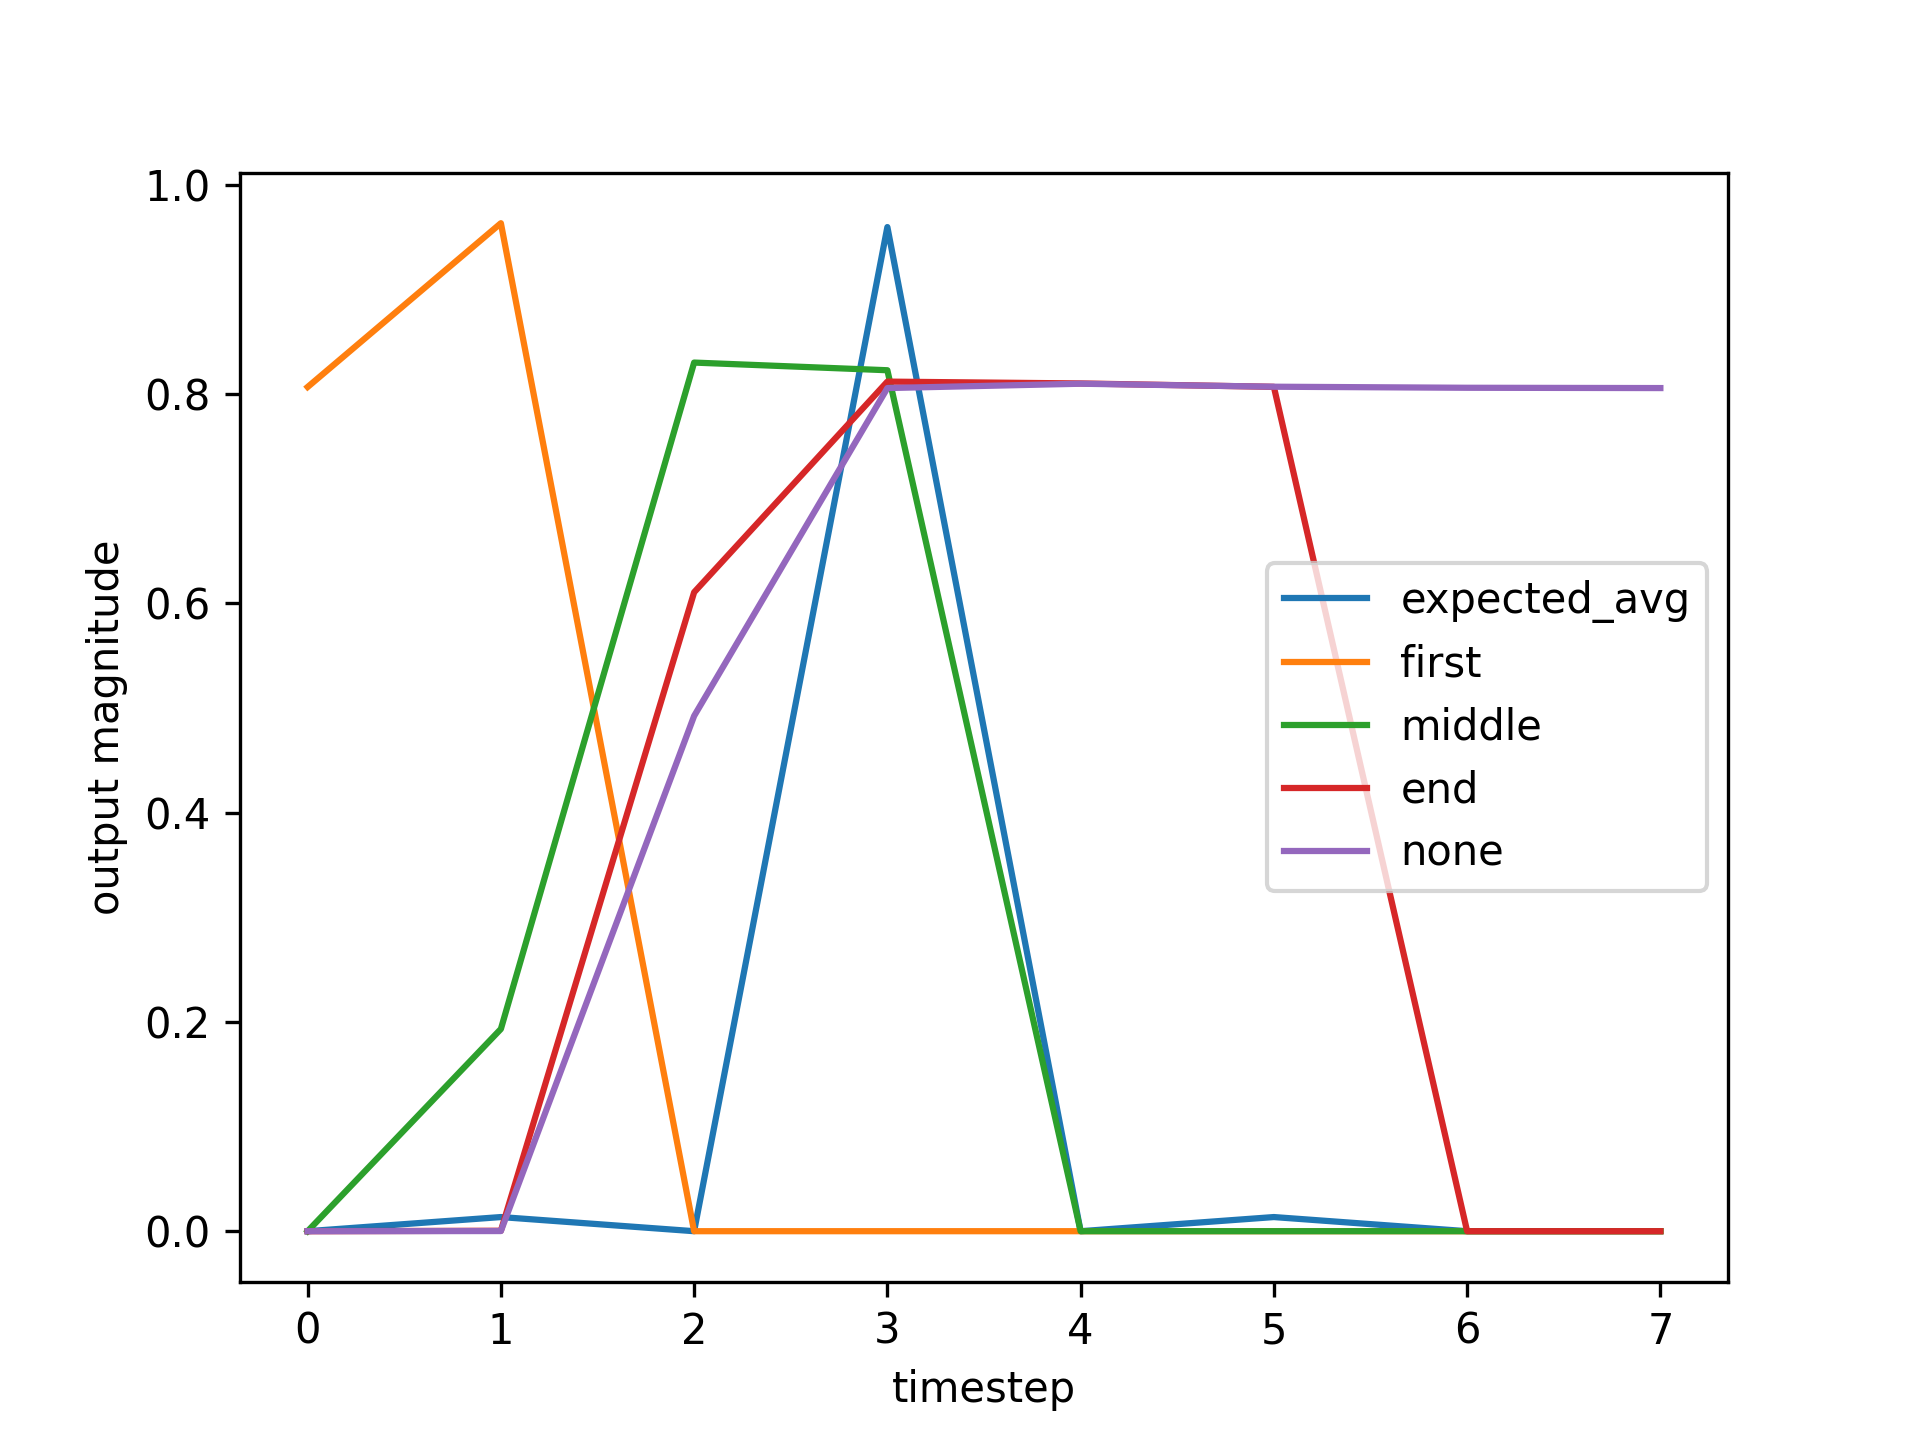 1.0
0.8
0.6
0.4
0.2
0.0
output magnitude
expected_avg
first
middle
end
none
0 1 2 3 4 5 6 7
timestep